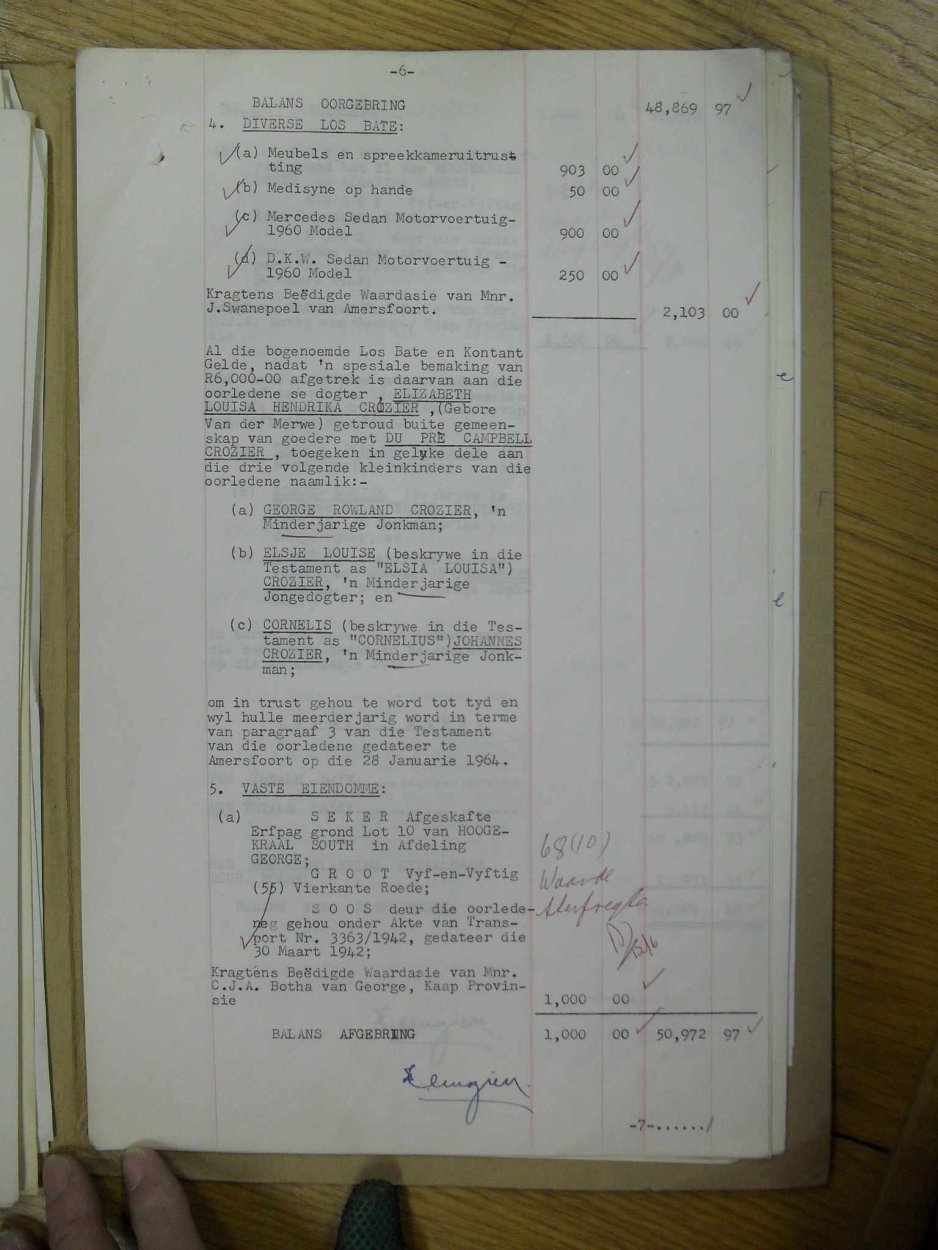 -6-
BALANS OORGEBRING 48,869 97
4. DIVERSE LOS BATE:
(a) Meubels en spreekkameruitrust
ting 903 00
(b) Medisyne op hande 50 00
(c) Mercedes Sedan Motorvoertuig-
1960 Model 900 00
(d) D.K.W. Sedan Motorvoertuig -
1960 Model 250 00
Kragtens Beëdigde Waardasie van Mnr.
J.Swanepoel van Amersfoort. 2,103 00
Al die bogenoemde Los Bate en Kontant
Gelde, nadat 'n spesiale bemaking van
R6,000-00 afgetrek is daarvan aan die
oorledene se dogter , ELIZABETH
LOUISA HENDRIKA CROZIER ,(Gebore
Van der Merwe) getroud buite gemeen-
skap van goedere met DU PRE CAMPBELL
CROZIER , toegeken in gelyke dele aan
die drie volgende kleinkinders van die
oorledene naamlik:-
(a) GEORGE ROWLAND CROZIER, 'n
Minderjarige Jonkman;
(b) ELSJE LOUISE (beskrywe in die
Testament as "ELSIA LOUISA")
CROZIER, 'n Minderjarige
Jongedogter; en
(c) CORNELIS (beskrywe in die Tes-
tament as "CORNELIUS")JOHANNES
CROZIER, 'n Minderjarige Jonk-
man;
om in trust gehou te word tot tyd en
wyl hulle meerderjarig word in terme
van paragraaf 3 van die Testament
van die oorledene gedateer te
Amersfoort op die 28 Januarie 1964.
5. VASTE EIENDOMME:
(a) S E K E R Afgeskafte
Erfpag grond Lot 10 van HOOGE-
KRAAL SOUTH in Afdeling
GEORGE;
G R O O T Vyf-en-Vyftig
(55) Vierkante Roede;
S O O S deur die oorlede-
neg gehou onder Akte van Trans-
port Nr. 3363/1942, gedateer die
30 Maart 1942;
68(10)
Waarde
Kragtens Beëdigde Waardasie van Mnr.
C.J.A. Botha van George, Kaap Provin-
sie 1,000 00
BALANS AFGEBRING 1,000 00 50,972 97
-7-....../